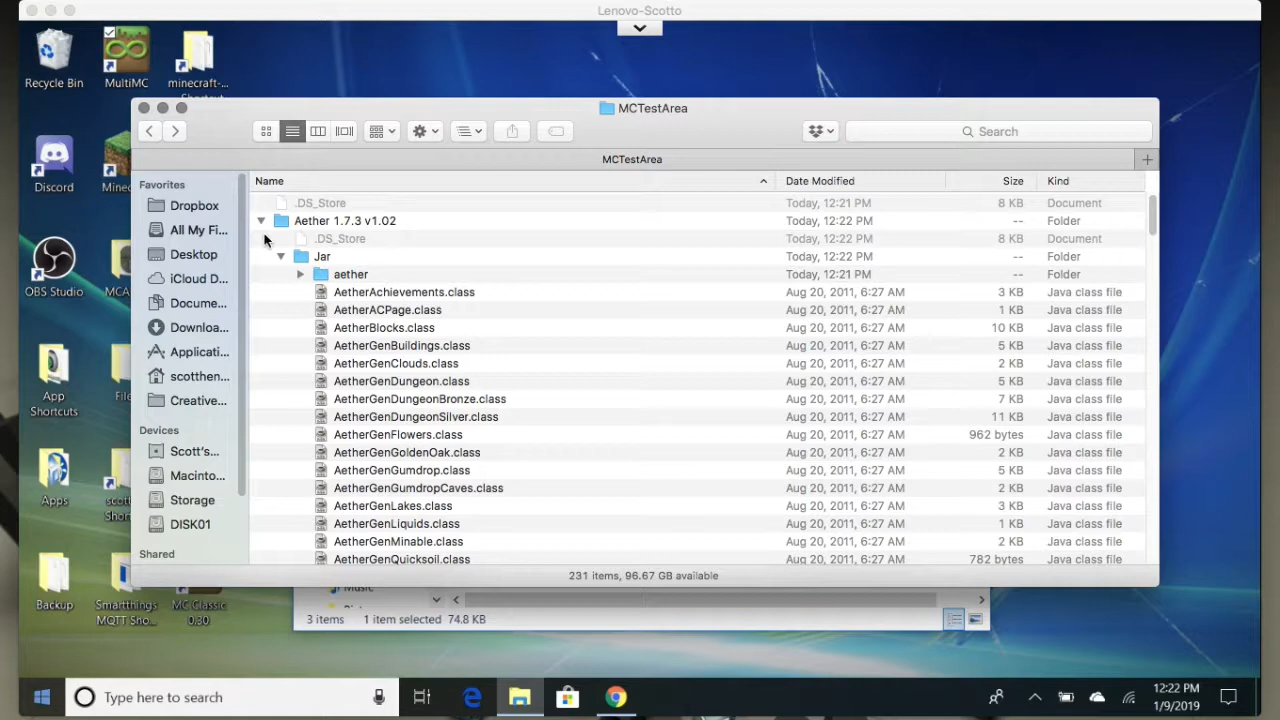 Lenovo-Scotto
Recycle Bin
MultiMC
minecraft-...
MCTestArea
Search
MCTestArea
Discord
Minec
OBS Studio
MCA
App Shortcuts
File
Apps
scott
Shor
Backup
Smartthings MQTT Sho...
MC Classic 0.30
Favorites
Dropbox
All My Fi...
Desktop
iCloud D...
Docume...
Downloa...
Applicati...
scotthen...
Creative...
Devices
Scott's...
Macinto...
Storage
DISK01
Shared
Name Date Modified Size Kind
.DS_Store Today, 12:21 PM 8 KB Document
Aether 1.7.3 v1.02 Today, 12:22 PM -- Folder
.DS_Store Today, 12:22 PM 8 KB Document
Jar Today, 12:22 PM -- Folder
aether Today, 12:21 PM -- Folder
AetherAchievements.class Aug 20, 2011, 6:27 AM 3 KB Java class file
AetherACPage.class Aug 20, 2011, 6:27 AM 1 KB Java class file
AetherBlocks.class Aug 20, 2011, 6:27 AM 10 KB Java class file
AetherGenBuildings.class Aug 20, 2011, 6:27 AM 5 KB Java class file
AetherGenClouds.class Aug 20, 2011, 6:27 AM 2 KB Java class file
AetherGenDungeon.class Aug 20, 2011, 6:27 AM 5 KB Java class file
AetherGenDungeonBronze.class Aug 20, 2011, 6:27 AM 7 KB Java class file
AetherGenDungeonSilver.class Aug 20, 2011, 6:27 AM 11 KB Java class file
AetherGenFlowers.class Aug 20, 2011, 6:27 AM 962 bytes Java class file
AetherGenGoldenOak.class Aug 20, 2011, 6:27 AM 2 KB Java class file
AetherGenGumdrop.class Aug 20, 2011, 6:27 AM 5 KB Java class file
AetherGenGumdropCaves.class Aug 20, 2011, 6:27 AM 2 KB Java class file
AetherGenLakes.class Aug 20, 2011, 6:27 AM 3 KB Java class file
AetherGenLiquids.class Aug 20, 2011, 6:27 AM 1 KB Java class file
AetherGenMinable.class Aug 20, 2011, 6:27 AM 2 KB Java class file
AetherGenQuicksoil.class Aug 20, 2011, 6:27 AM 782 bytes Java class file
231 items, 96.67 GB available
Music
3 items 1 item selected 74.8 KB
Type here to search
12:22 PM
1/9/2019